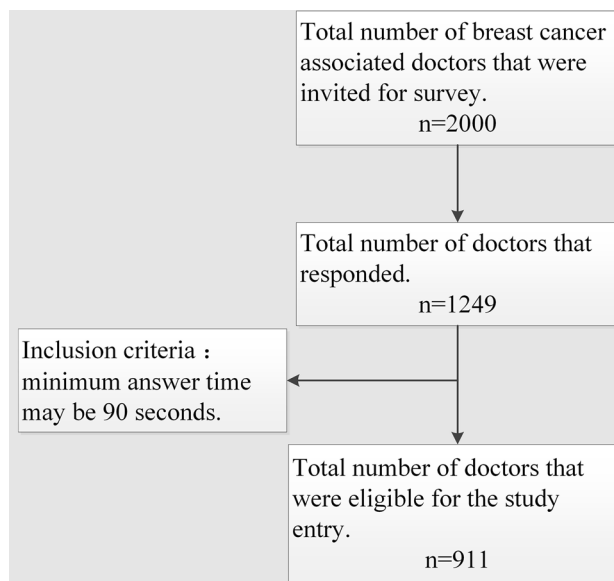 Total number of breast cancer
associated doctors that were
invited for survey.
n=2000
Total number of doctors that
responded.
n=1249
Inclusion criteria：
minimum answer time
may be 90 seconds.
Total number of doctors that
were eligible for the study
entry.
n=911